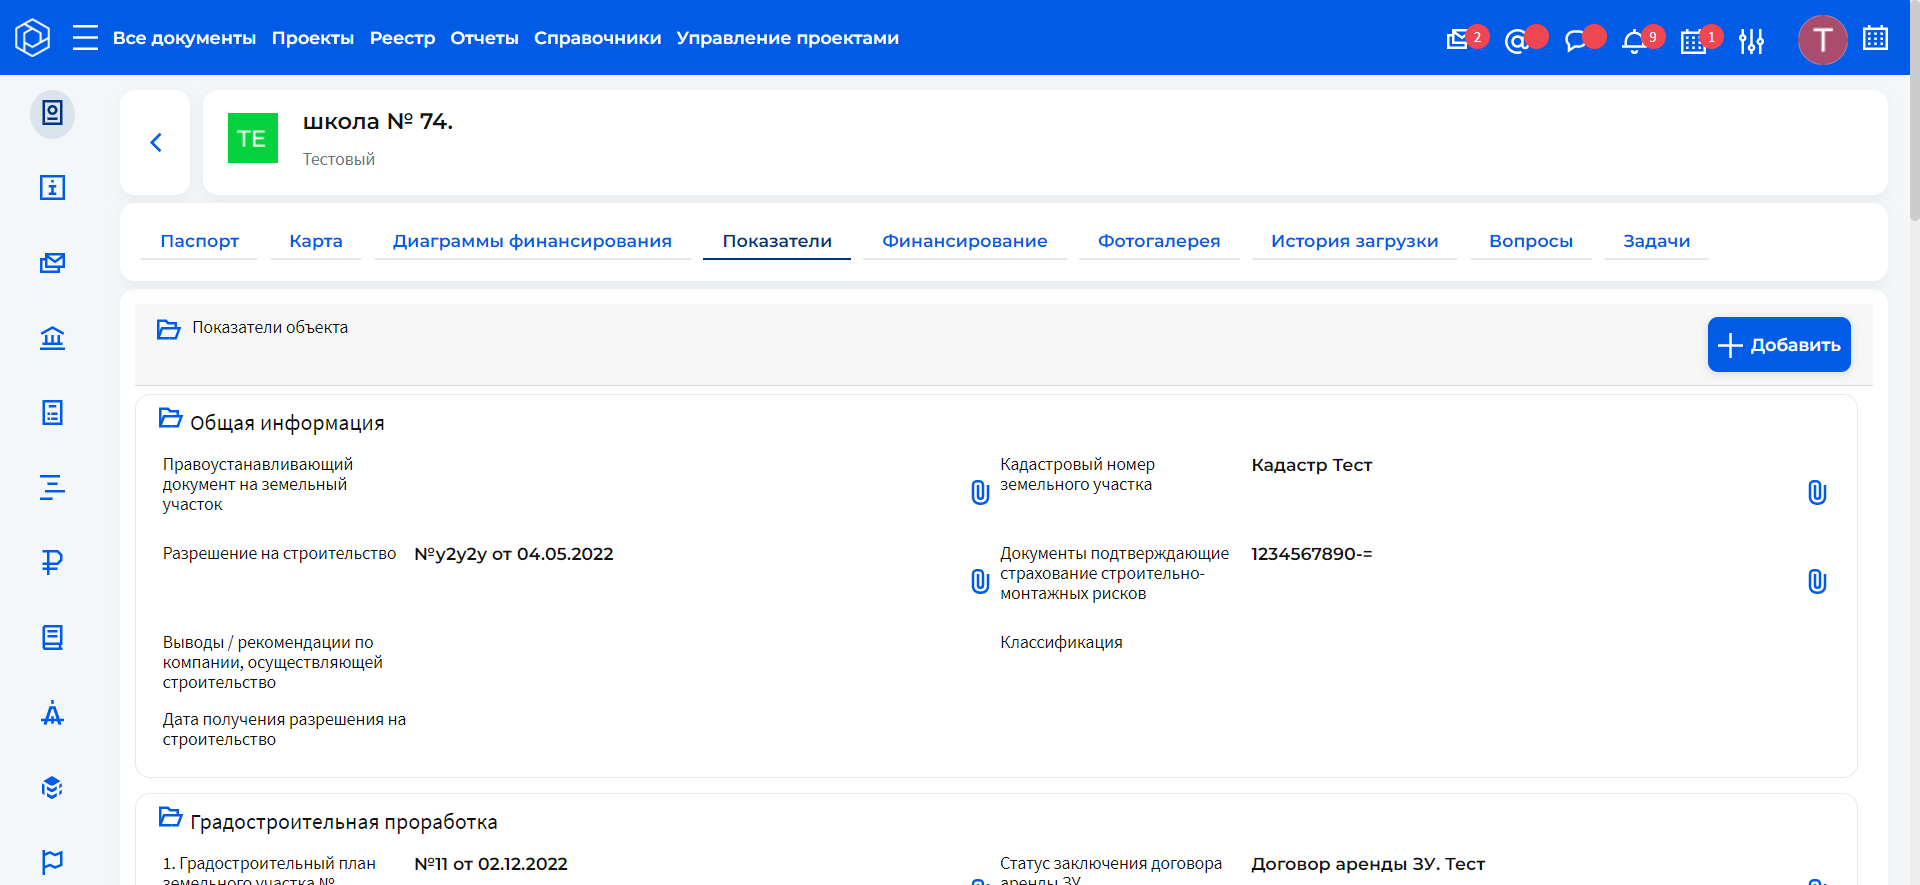 Все документы Проекты Реестр Отчеты Справочники Управление проектами 2 9 1 T
TE
школа № 74.
Тестовый
Паспорт Карта Диаграммы финансирования Показатели Финансирование Фотогалерея История загрузки Вопросы Задачи
Показатели объекта
Добавить
Общая информация
Правоустанавливающий
документ на земельный
участок
Кадастровый номер
земельного участка
Кадастр Тест
Разрешение на строительство
№у2у2у от 04.05.2022
Документы подтверждающие
страхование строительно-
монтажных рисков
1234567890-=
Выводы / рекомендации по
компании, осуществляющей
строительство
Классификация
Дата получения разрешения на
строительство
Градостроительная проработка
1. Градостроительный план
земельного участка №
№11 от 02.12.2022
Статус заключения договора
аренды ЗУ
Договор аренды ЗУ. Тест